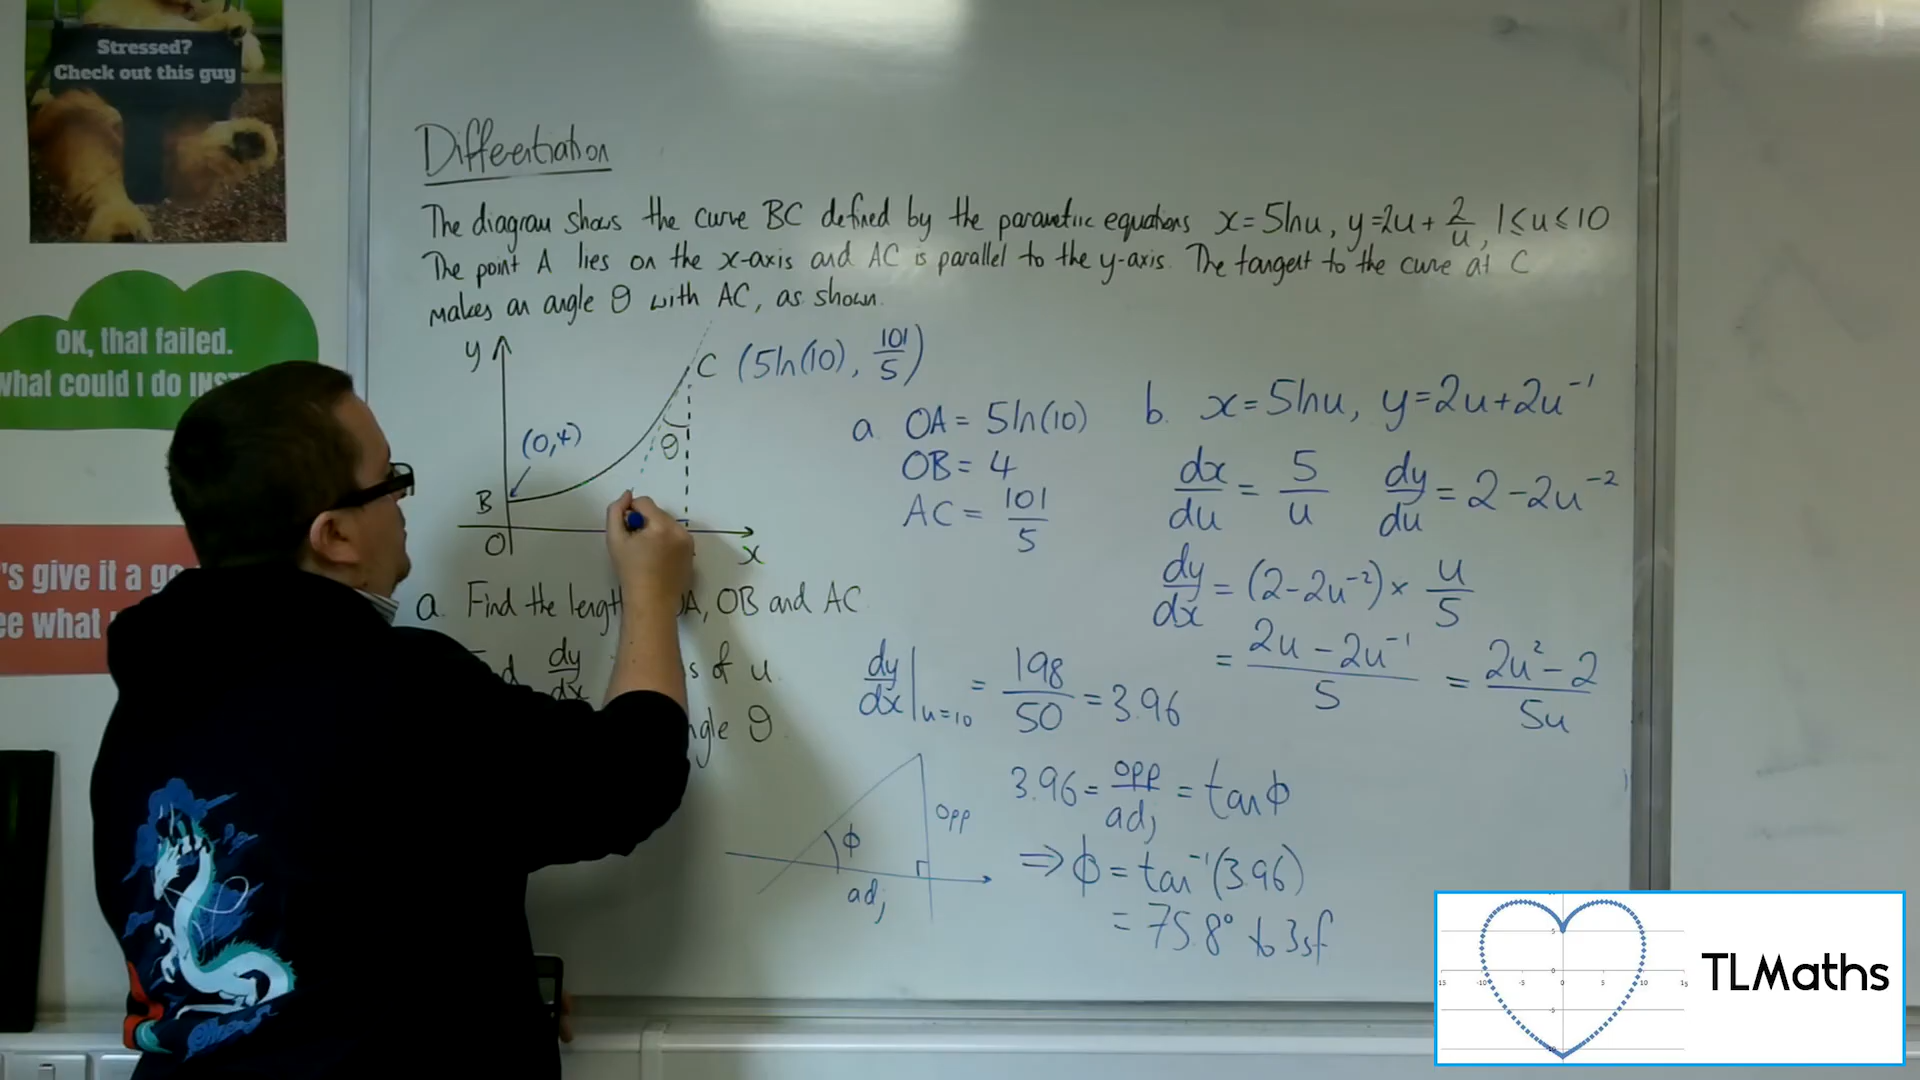 Stressed?
Check out this guy
OK, that failed.
what could I do INST
's give it a go
ee what
Differentiation
The diagram shows the curve BC defined by the parametric equations x = 5lnu, y = 2u + 2/u, 1 ≤ u ≤ 10
The point A lies on the x-axis and AC is parallel to the y-axis. The tangent to the curve at C
makes an angle θ with AC, as shown.
y
C (5ln(10), 101/5)
θ
(0,4)
B
O
x
a. Find the length OA, OB and AC
dy/dx s of u.
ngle θ
a. OA = 5ln(10)
OB = 4
AC = 101/5
b. x = 5lnu, y = 2u + 2u⁻¹
dx/du = 5/u dy/du = 2 - 2u⁻²
dy/dx = (2 - 2u⁻²) × u/5
= (2u - 2u⁻¹)/5 = (2u² - 2)/5u
dy/dx|u=10 = 198/50 = 3.96
φ
opp
adj
3.96 = opp/adj = tan φ
⇒ φ = tan⁻¹(3.96)
= 75.8° to 3sf
TLMaths